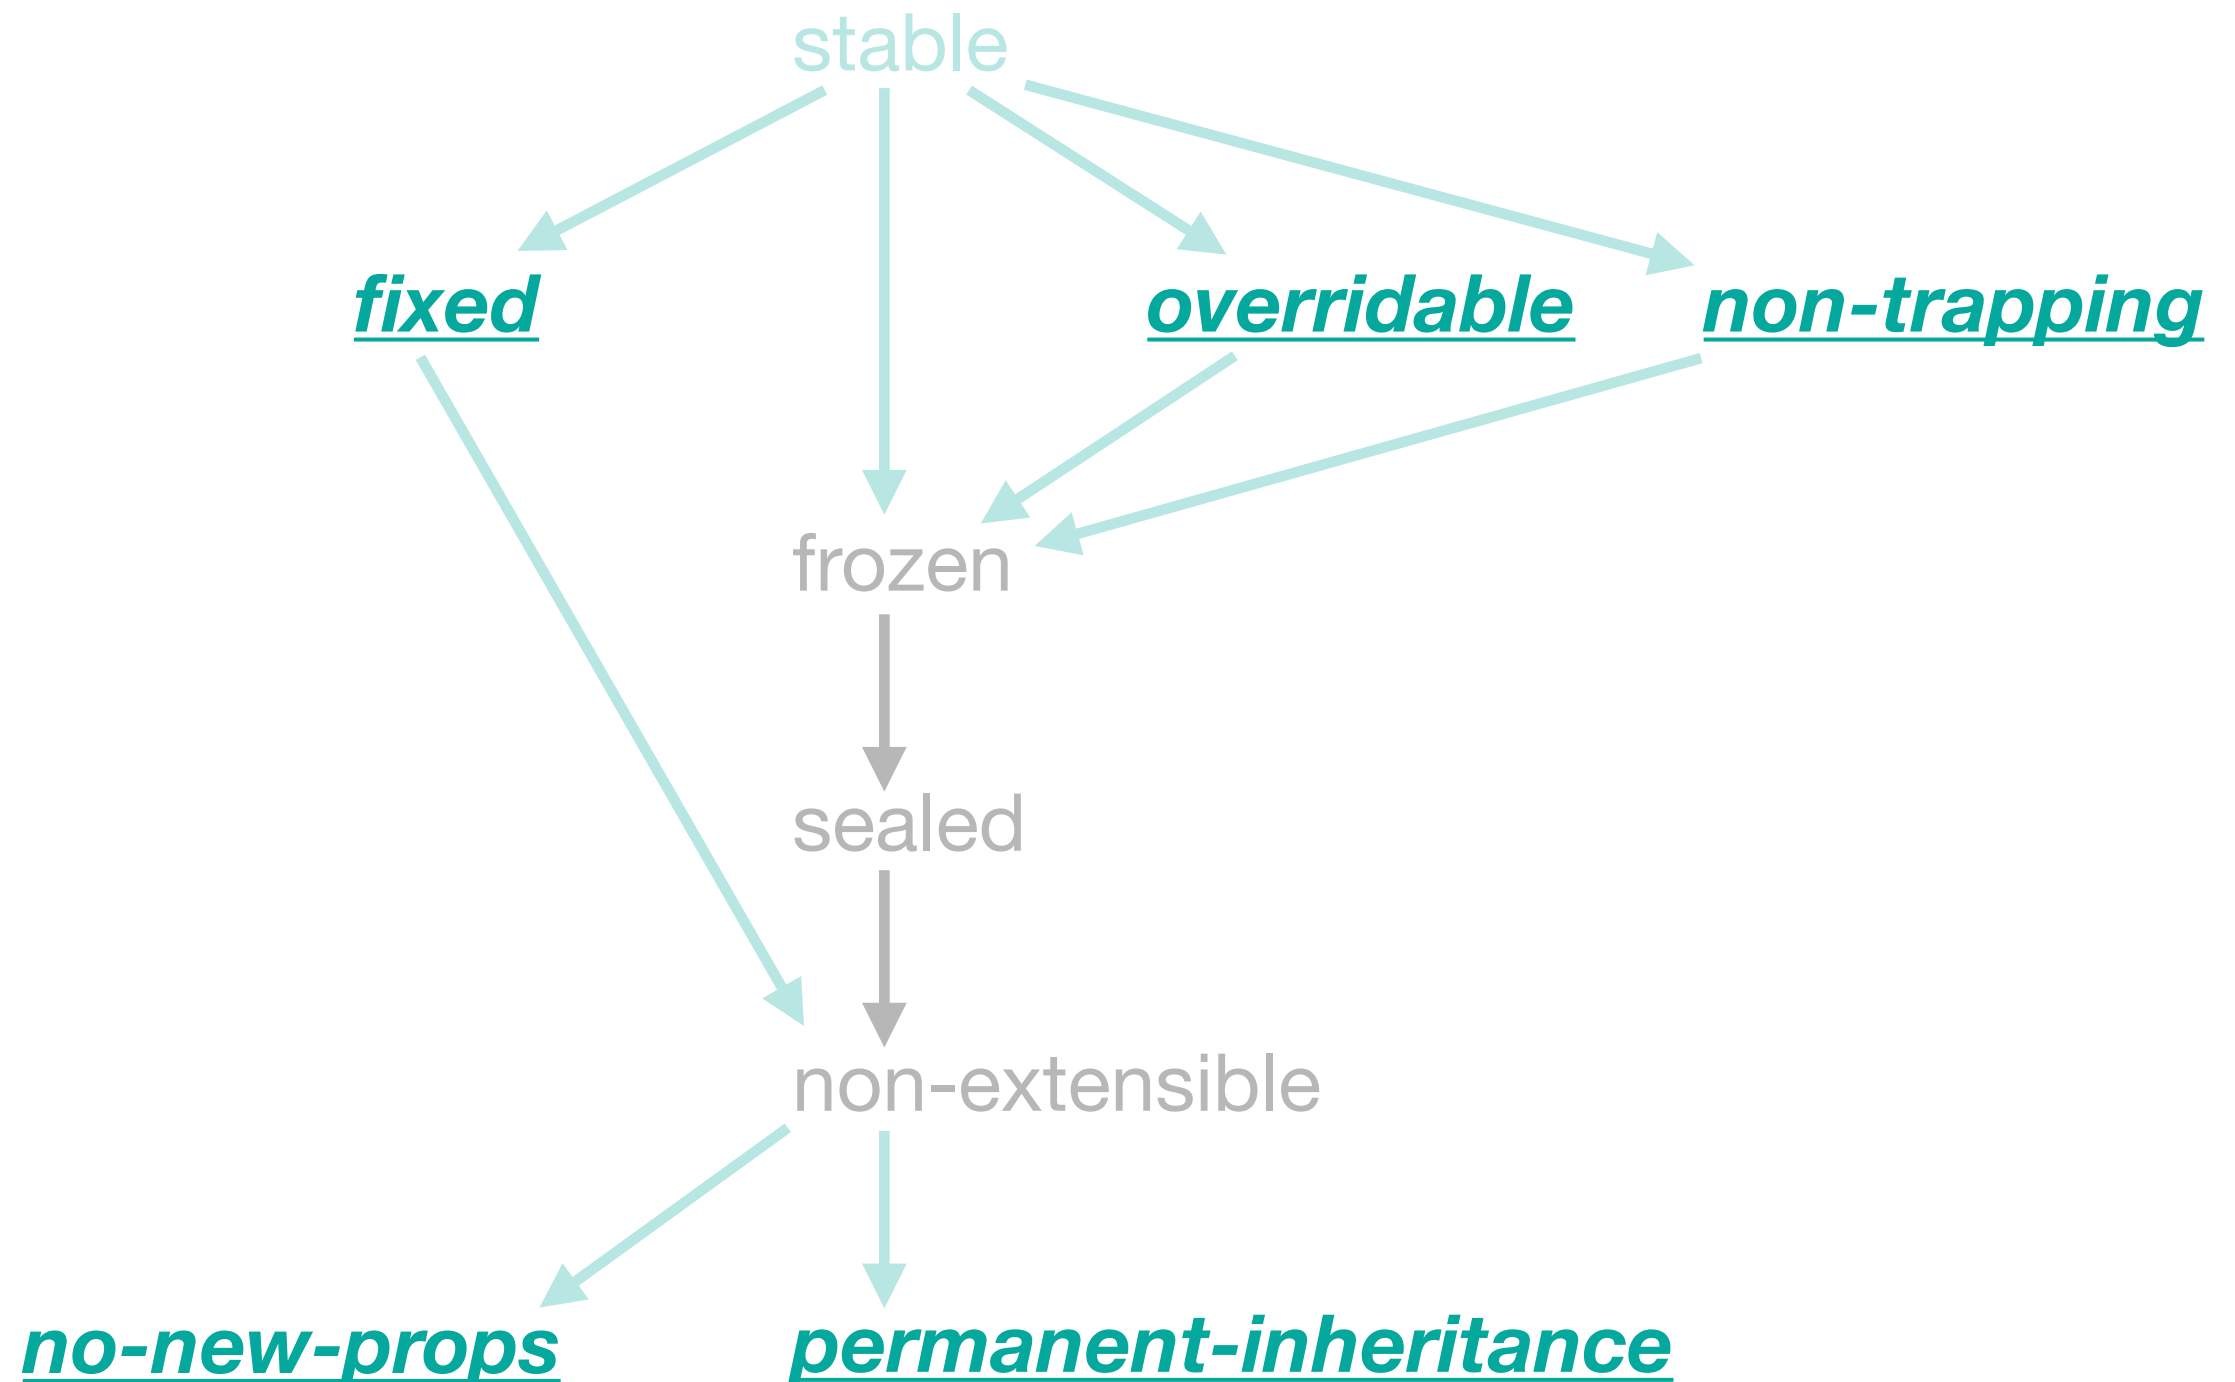 stable
fixed
overridable
non-trapping
frozen
sealed
non-extensible
no-new-props
permanent-inheritance